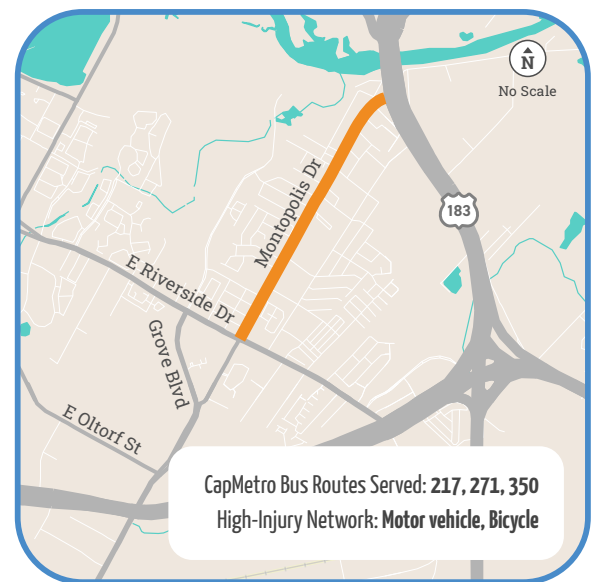 N
No Scale
183
Montopolis Dr
E Riverside Dr
Grove Blvd
E Oltorf St
CapMetro Bus Routes Served: 217, 271, 350
High-Injury Network: Motor vehicle, Bicycle